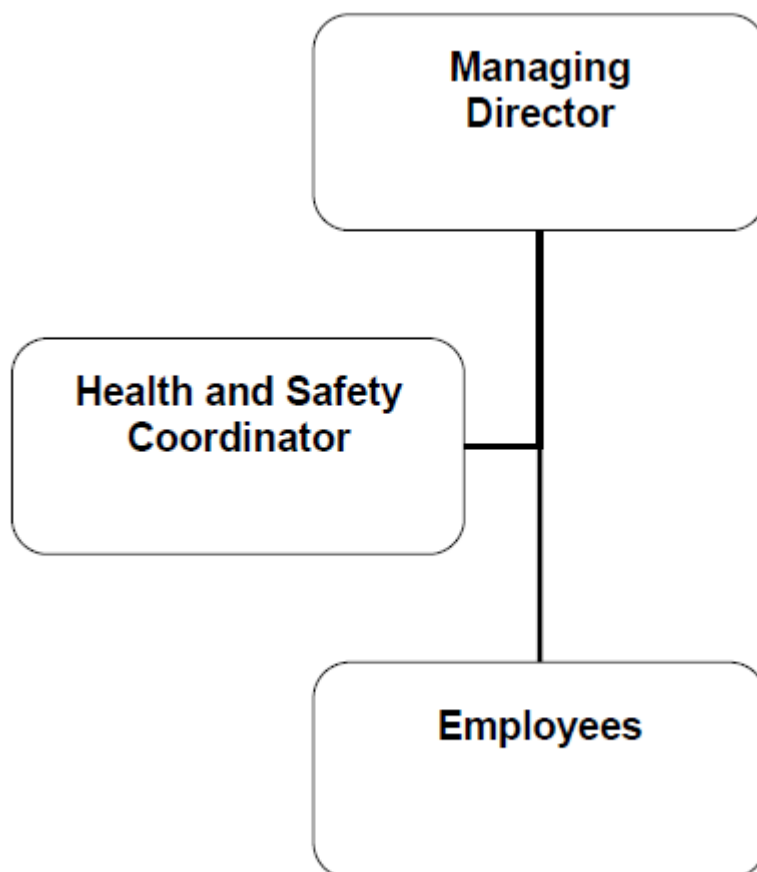 Managing
Director
Health and Safety
Coordinator
Employees